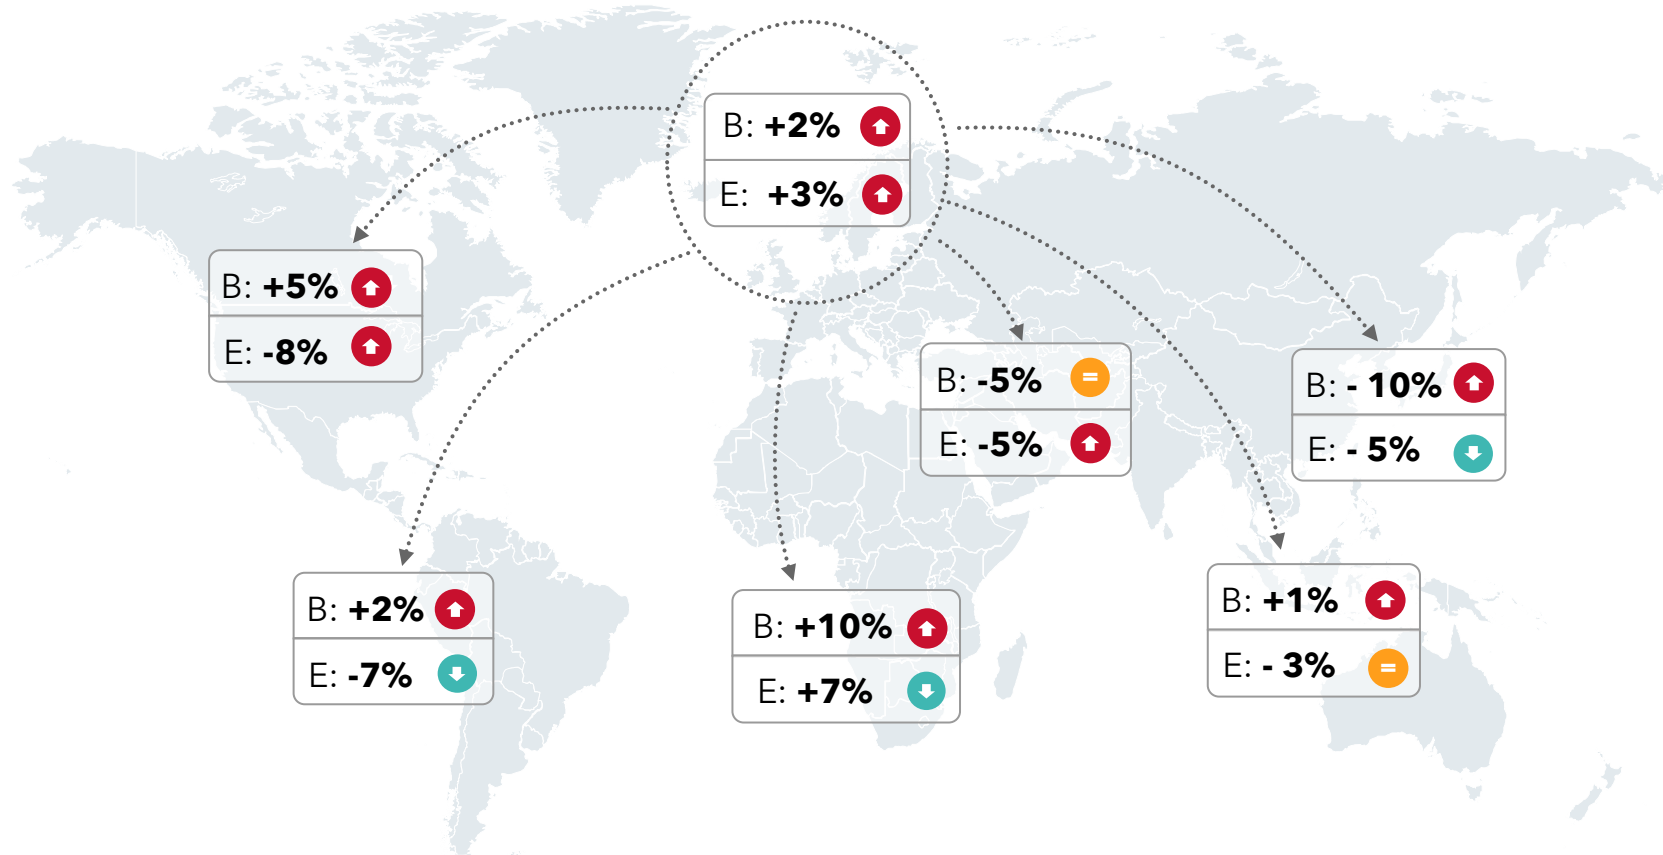 B: +2%
E: +3%
B: +5%
E: -8%
B: -5%
E: -5%
B: - 10%
E: - 5%
B: +2%
E: -7%
B: +10%
E: +7%
B: +1%
E: - 3%